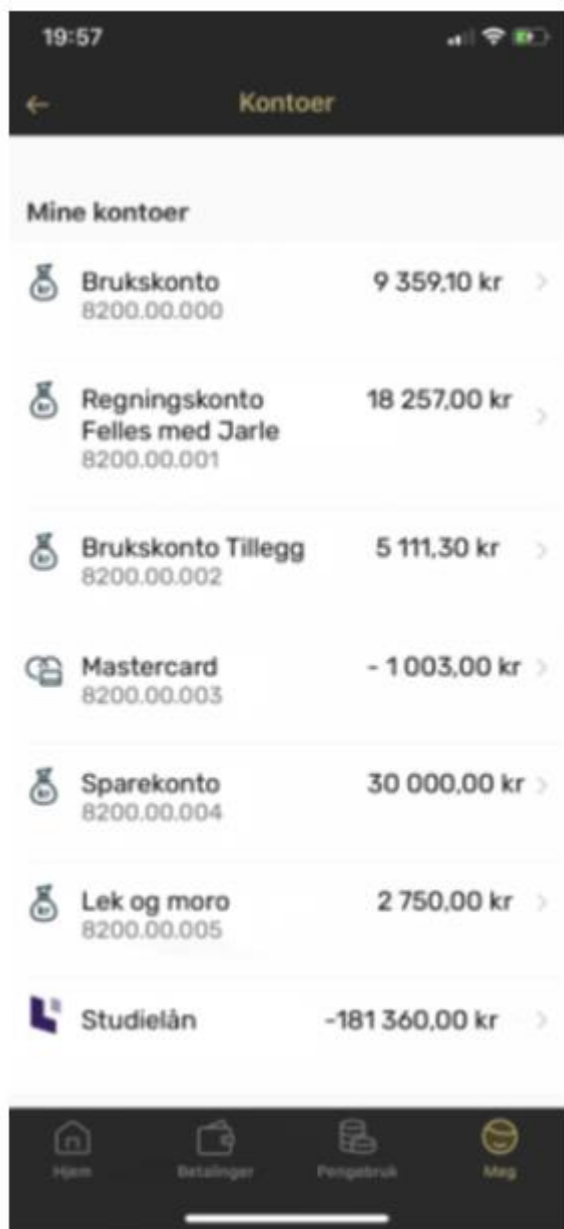 19:57
Kontoer
Mine kontoer
Brukskonto 9 359,10 kr
8200.00.000
Regningskonto 18 257,00 kr
Felles med Jarle
8200.00.001
Brukskonto Tillegg 5 111,30 kr
8200.00.002
Mastercard - 1 003,00 kr
8200.00.003
Sparekonto 30 000,00 kr
8200.00.004
Lek og moro 2 750,00 kr
8200.00.005
Studielån -181 360,00 kr
Hjem Betalinger Pengebruk Meg